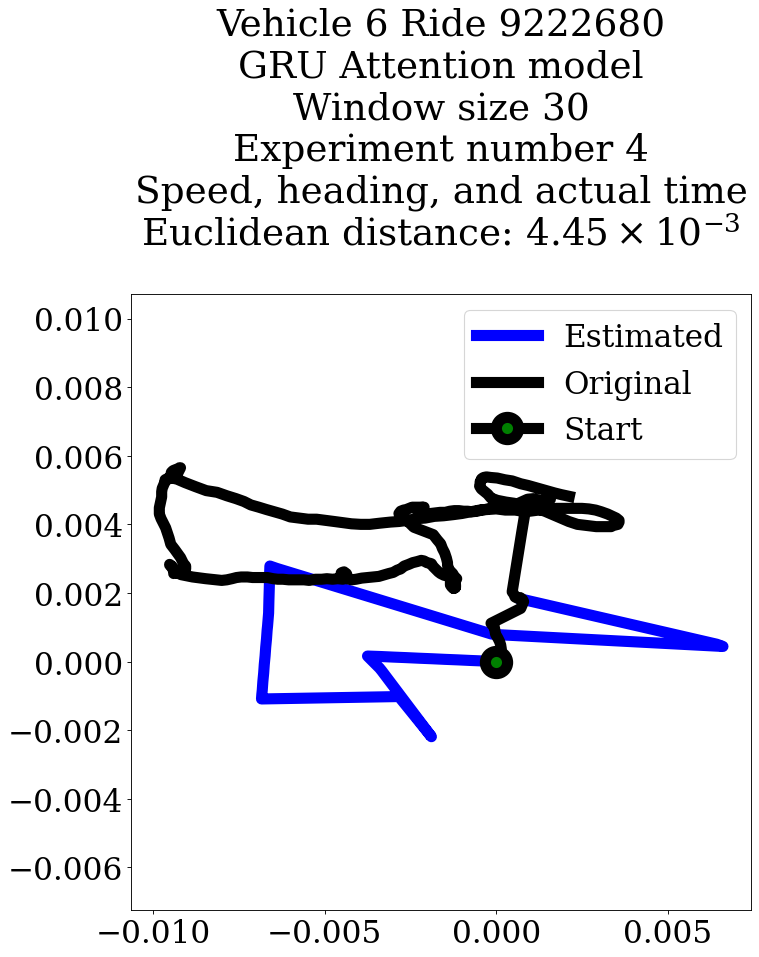 Vehicle 6 Ride 9222680
GRU Attention model
Window size 30
Experiment number 4
Speed, heading, and actual time
Euclidean distance: 4.45 × 10⁻³
Estimated
Original
Start
0.010
0.008
0.006
0.004
0.002
0.000
−0.002
−0.004
−0.006
−0.010 −0.005 0.000 0.005